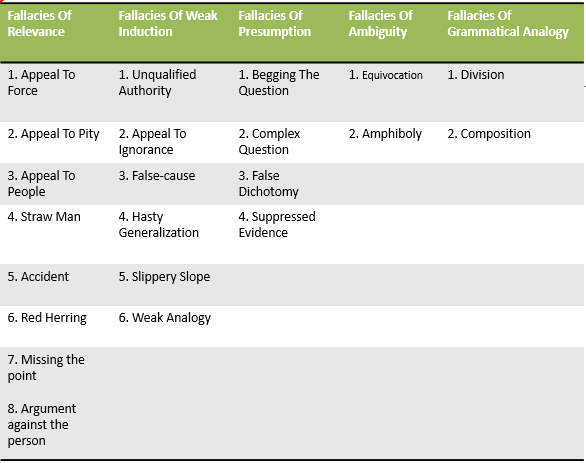 Fallacies Of
Relevance
Fallacies Of Weak
Induction
Fallacies Of
Presumption
Fallacies Of
Ambiguity
Fallacies Of
Grammatical Analogy
1. Appeal To
Force
1. Unqualified
Authority
1. Begging The
Question
1. Equivocation
1. Division
2. Appeal To Pity
2. Appeal To
Ignorance
2. Complex
Question
2. Amphiboly
2. Composition
3. Appeal To
People
3. False-cause
3. False
Dichotomy
4. Straw Man
4. Hasty
Generalization
4. Suppressed
Evidence
5. Accident
5. Slippery Slope
6. Red Herring
6. Weak Analogy
7. Missing the
point
8. Argument
against the
person